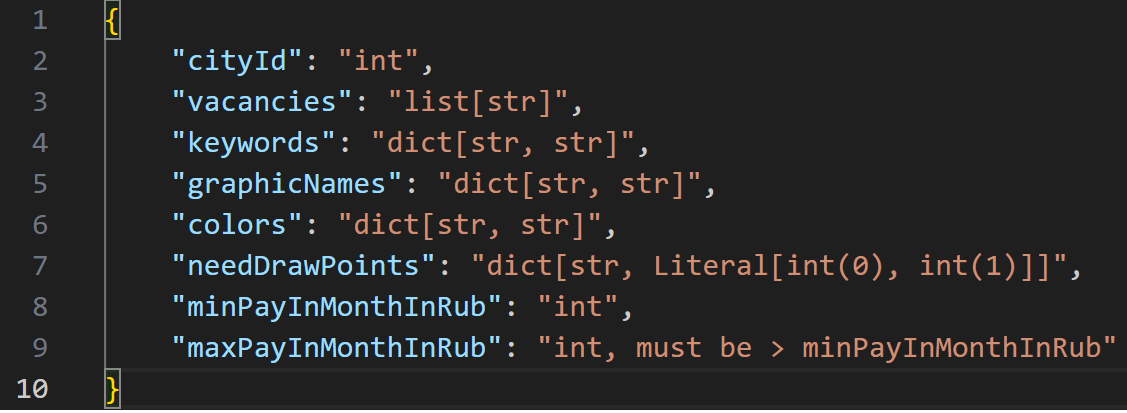 1 {
2 "cityId": "int",
3 "vacancies": "list[str]",
4 "keywords": "dict[str, str]",
5 "graphicNames": "dict[str, str]",
6 "colors": "dict[str, str]",
7 "needDrawPoints": "dict[str, Literal[int(0), int(1)]]",
8 "minPayInMonthInRub": "int",
9 "maxPayInMonthInRub": "int, must be > minPayInMonthInRub"
10 }